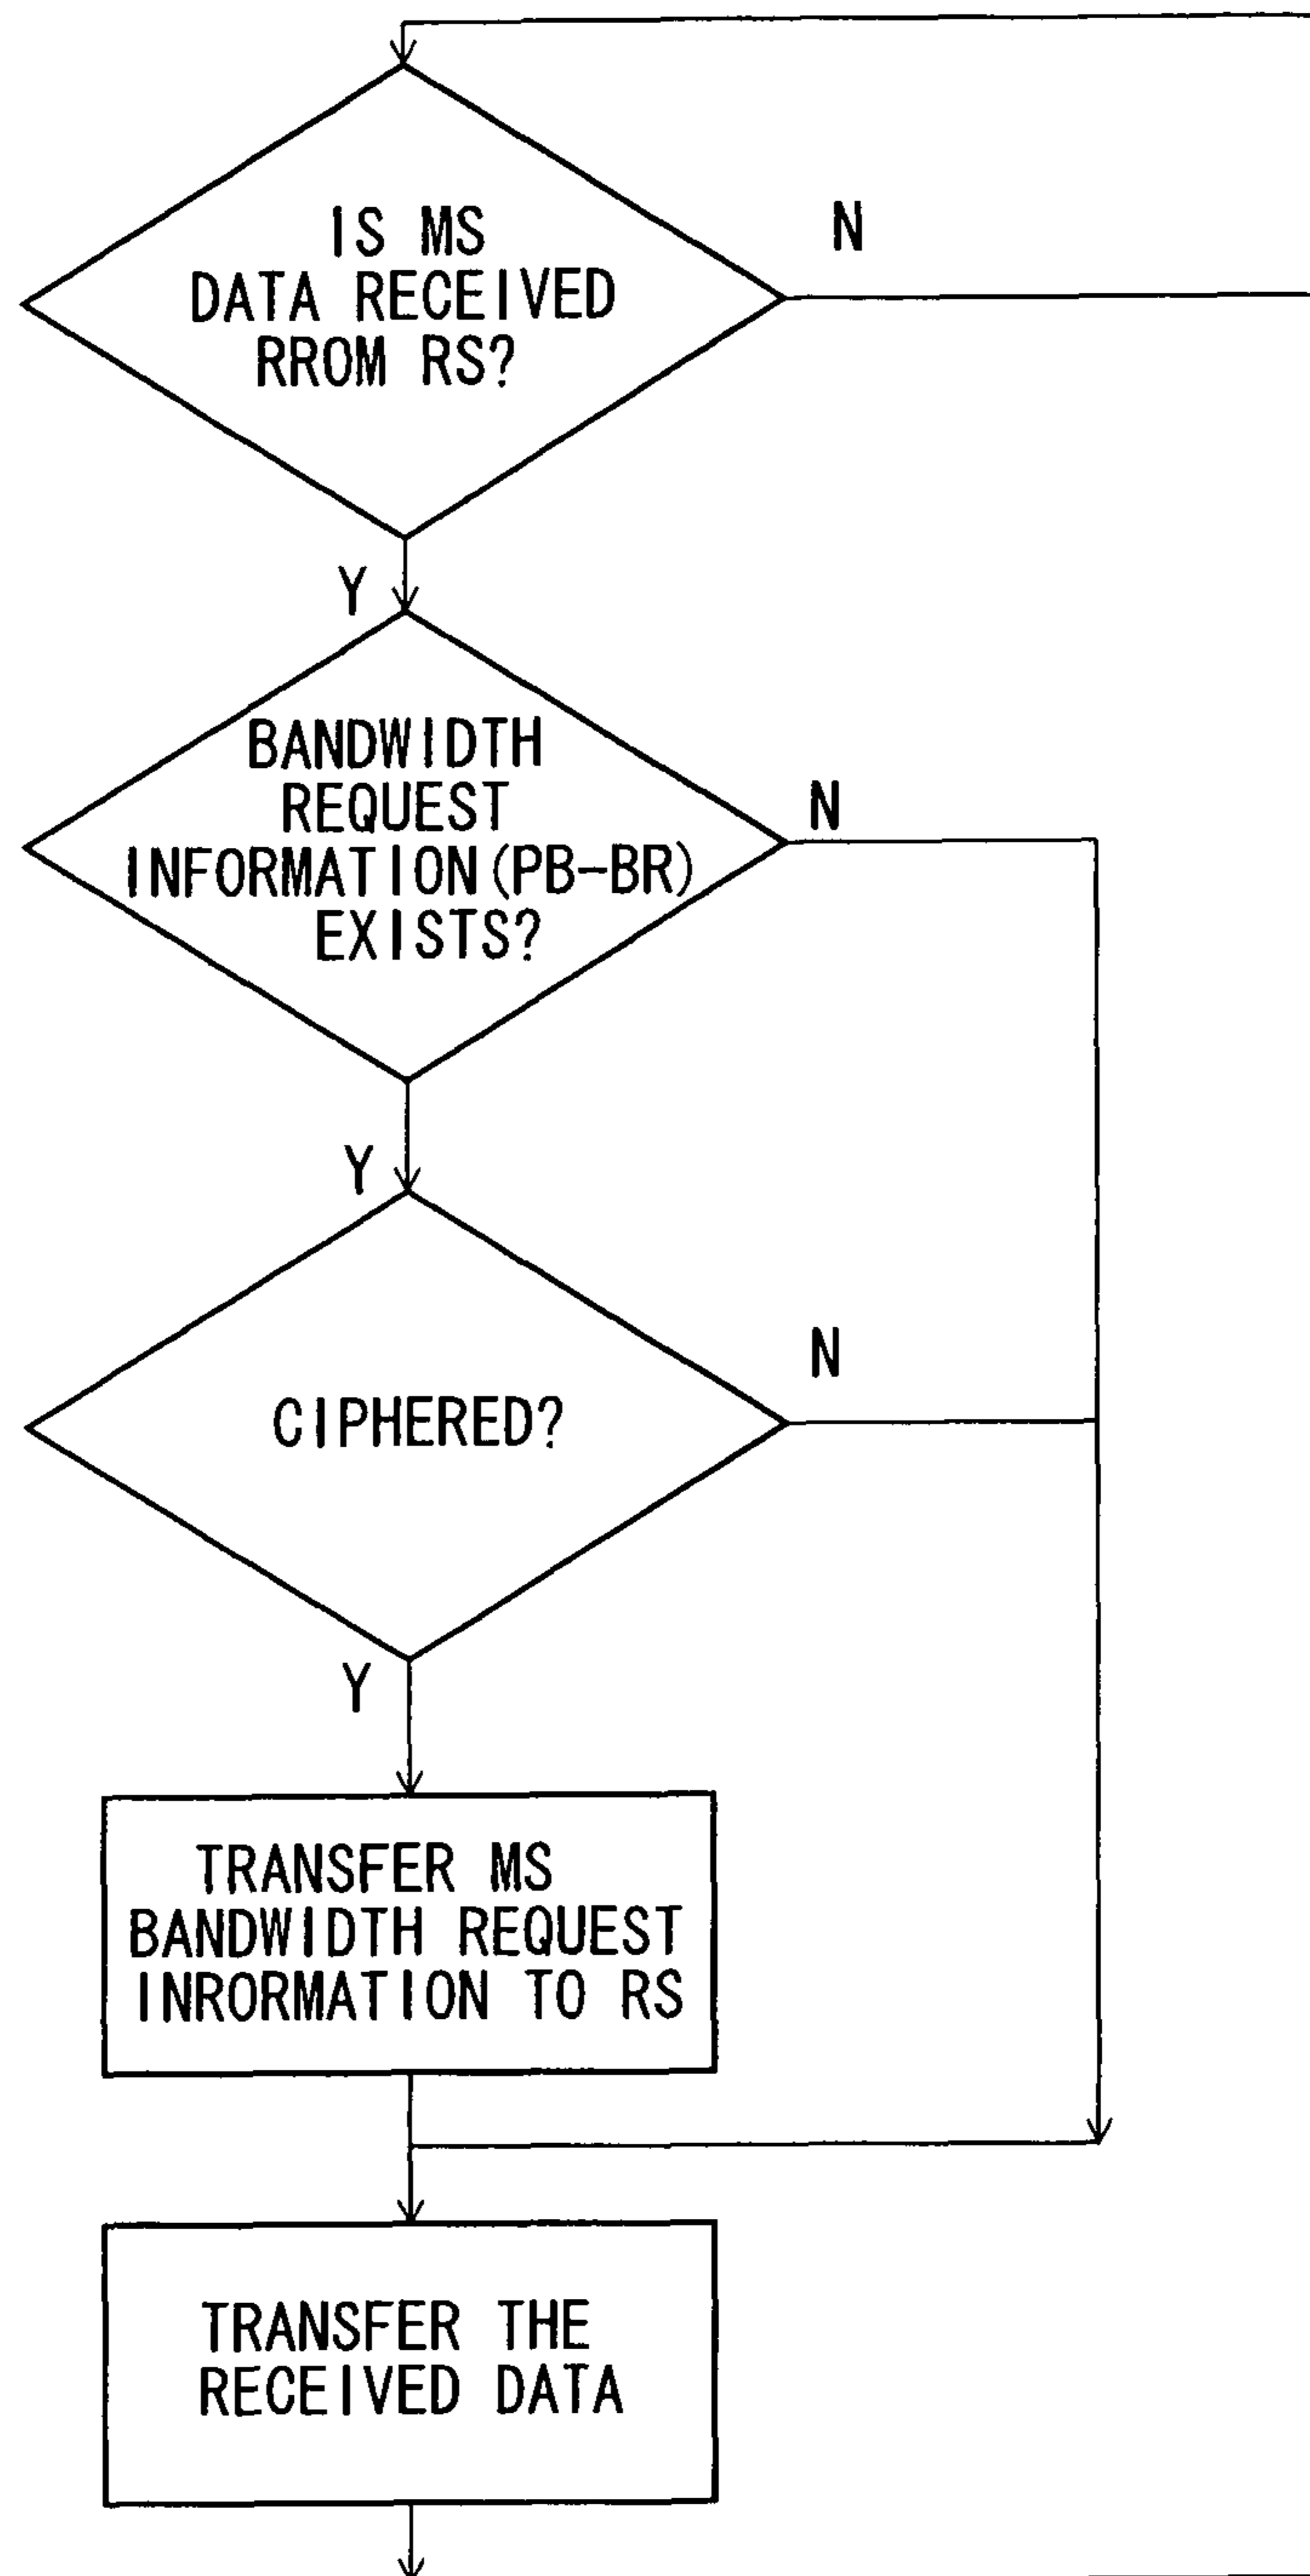 IS MS
DATA RECEIVED
RROM RS?
N
Y
BANDWIDTH
REQUEST
INFORMATION(PB-BR)
EXISTS?
N
Y
CIPHERED?
N
Y
TRANSFER MS
BANDWIDTH REQUEST
INRORMATION TO RS
TRANSFER THE
RECEIVED DATA